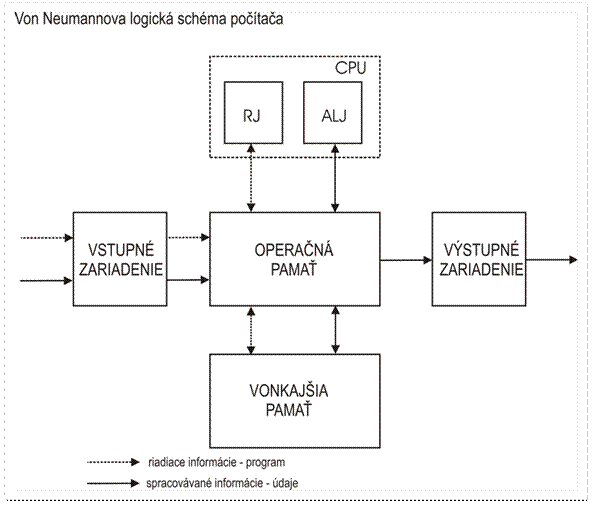 Von Neumannova logická schéma počítača
CPU
RJ
ALJ
VSTUPNÉ
ZARIADENIE
OPERAČNÁ
PAMAŤ
VÝSTUPNÉ
ZARIADENIE
VONKAJŠIA
PAMAŤ
riadiace informácie - program
spracovávané informácie - údaje